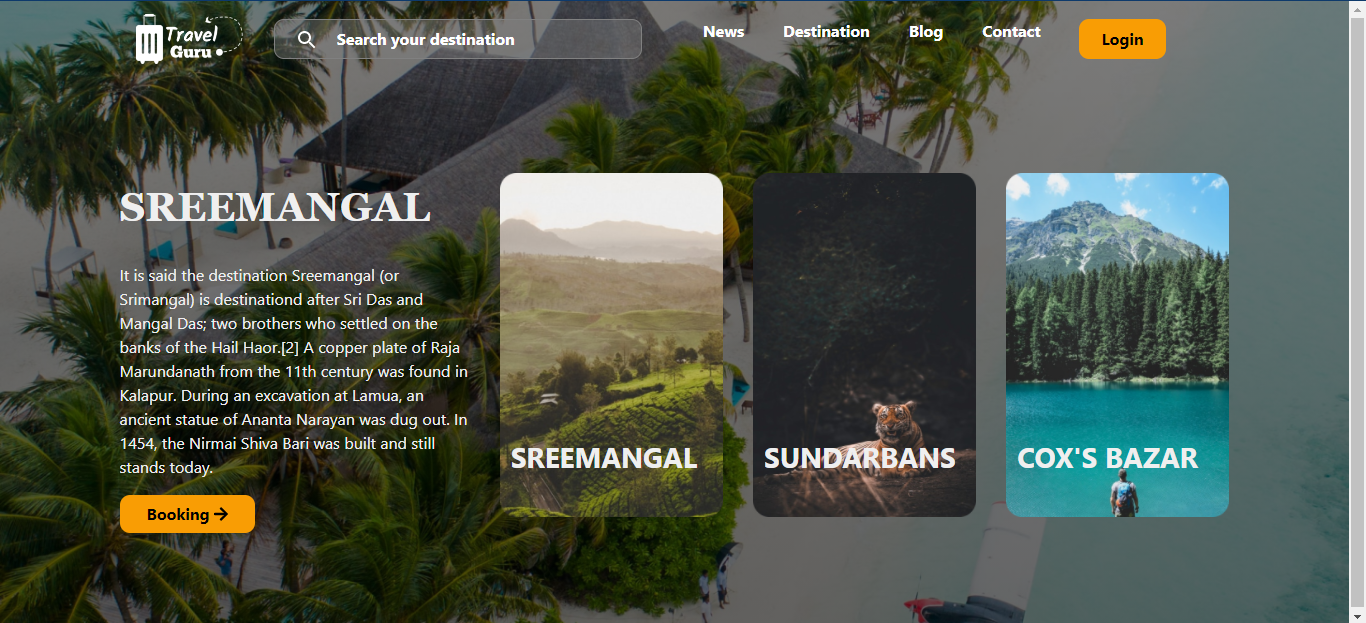 Travel
Guru
Search your destination
News
Destination
Blog
Contact
Login
SREEMANGAL
It is said the destination Sreemangal (or
Srimangal) is destinationd after Sri Das and
Mangal Das; two brothers who settled on the
banks of the Hail Haor.[2] A copper plate of Raja
Marundanath from the 11th century was found in
Kalapur. During an excavation at Lamua, an
ancient statue of Ananta Narayan was dug out. In
1454, the Nirmai Shiva Bari was built and still
stands today.
Booking
SREEMANGAL
SUNDARBANS
COX'S BAZAR